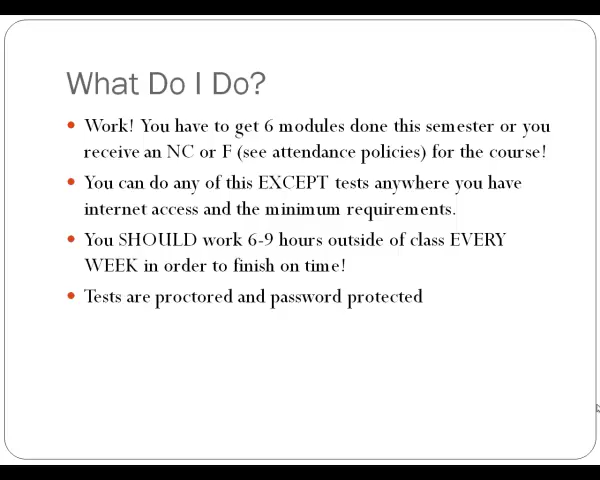 What Do I Do?
• Work! You have to get 6 modules done this semester or you
receive an NC or F (see attendance policies) for the course!
• You can do any of this EXCEPT tests anywhere you have
internet access and the minimum requirements.
• You SHOULD work 6-9 hours outside of class EVERY
WEEK in order to finish on time!
• Tests are proctored and password protected